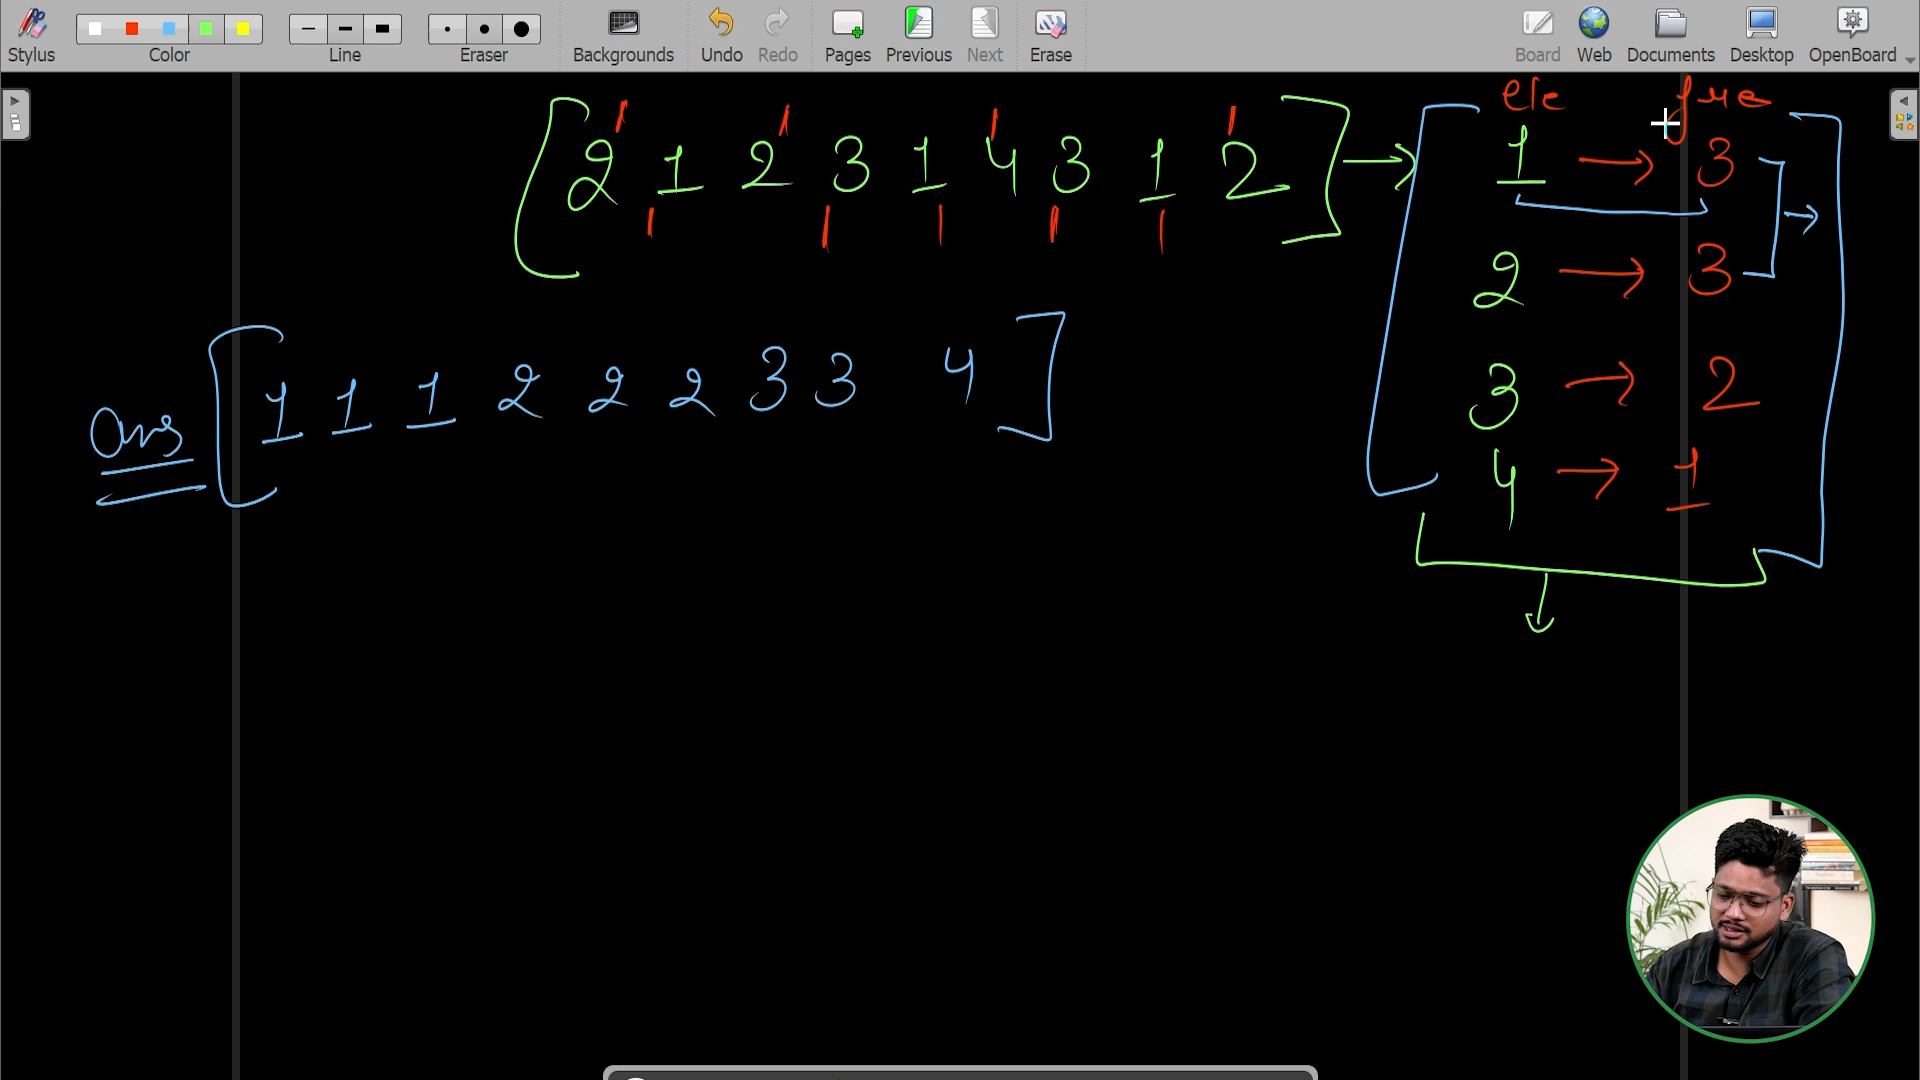 Stylus Color Line Eraser Backgrounds Undo Redo Pages Previous Next Erase Board Web Documents Desktop OpenBoard
ele fre
[2 1 2 3 1 4 3 1 2] →
1 → 3
2 → 3
3 → 2
4 → 1
Ans [1 1 1 2 2 2 3 3 4]